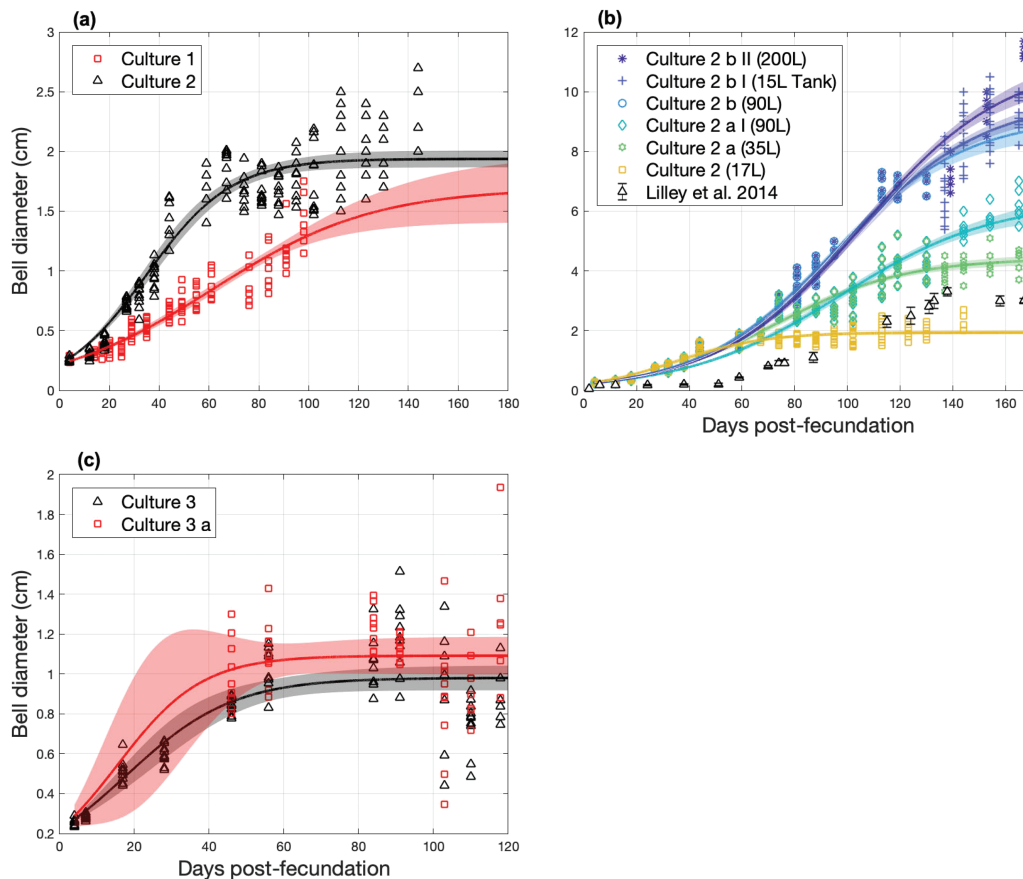 (a)
Culture 1
Culture 2
Bell diameter (cm)
3
2.5
2
1.5
1
0.5
0
0 20 40 60 80 100 120 140 160 180
(b)
Culture 2 b II (200L)
Culture 2 b I (15L Tank)
Culture 2 b (90L)
Culture 2 a I (90L)
Culture 2 a (35L)
Culture 2 (17L)
Lilley et al. 2014
12
10
8
6
4
2
0
0 20 40 60 80 100 120 140 160
Days post-fecundation
(c)
Culture 3
Culture 3 a
Bell diameter (cm)
2
1.8
1.6
1.4
1.2
1
0.8
0.6
0.4
0.2
0 20 40 60 80 100 120
Days post-fecundation